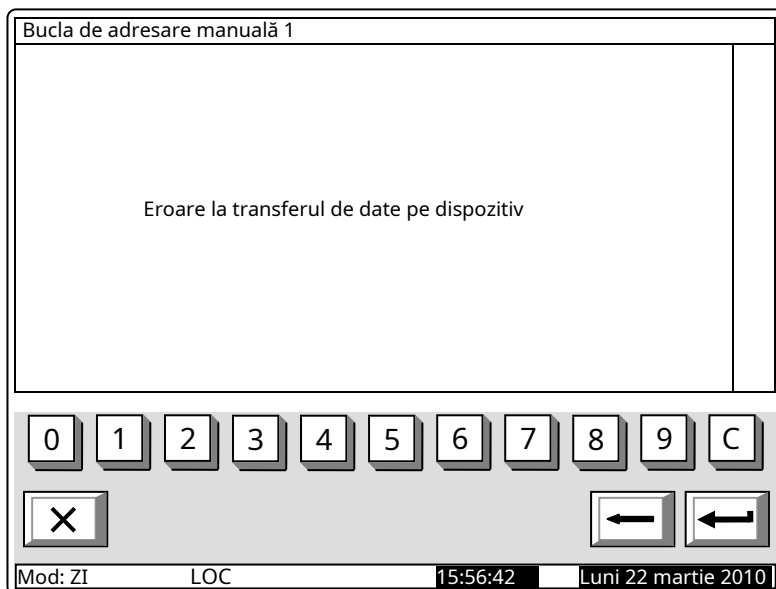 Bucla de adresare manuală 1
Eroare la transferul de date pe dispozitiv
0 1 2 3 4 5 6 7 8 9 C
Mod: ZI LOC 15:56:42 Luni 22 martie 2010